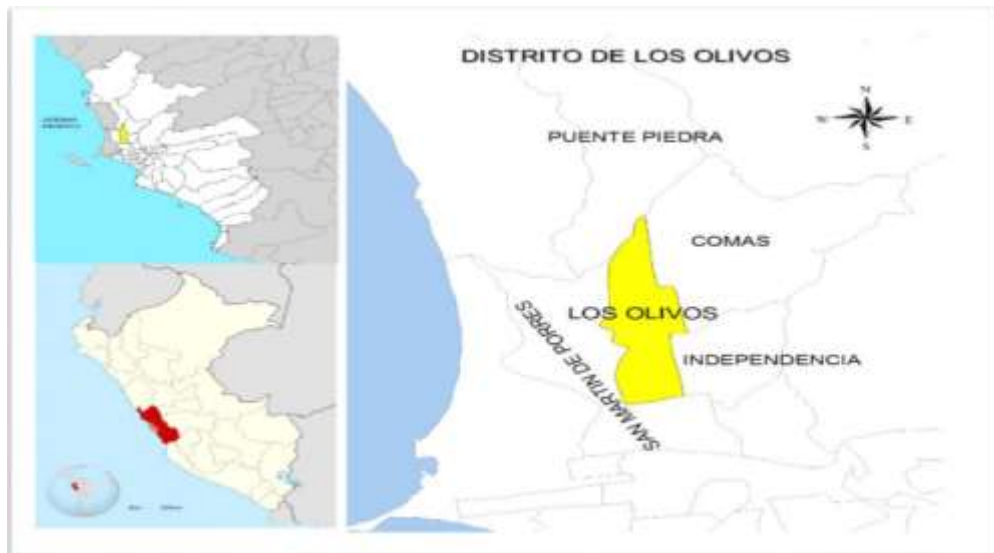 DISTRITO DE LOS OLIVOS
N
W
E
S
PUENTE PIEDRA
COMAS
LOS OLIVOS
SAN MARTIN DE PORRES
INDEPENDENCIA